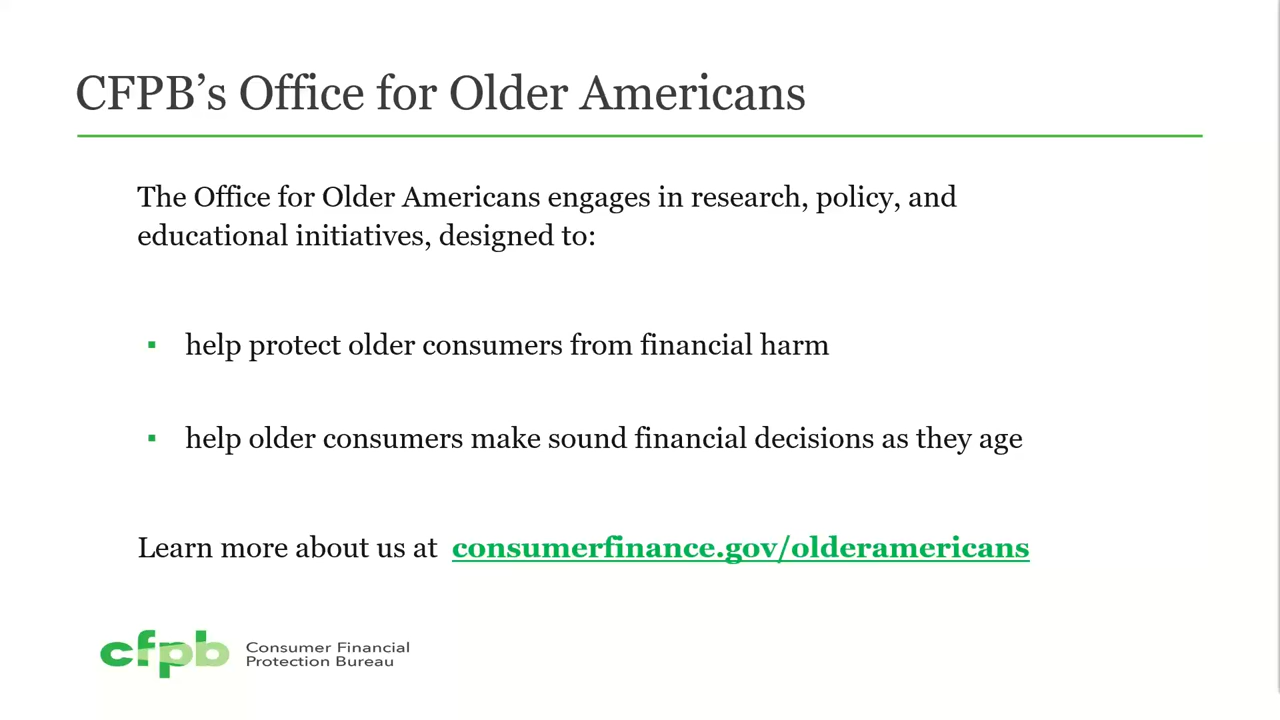 CFPB’s Office for Older Americans
The Office for Older Americans engages in research, policy, and
educational initiatives, designed to:
▪ help protect older consumers from financial harm
▪ help older consumers make sound financial decisions as they age
Learn more about us at consumerfinance.gov/olderamericans
cfpb
Consumer Financial
Protection Bureau